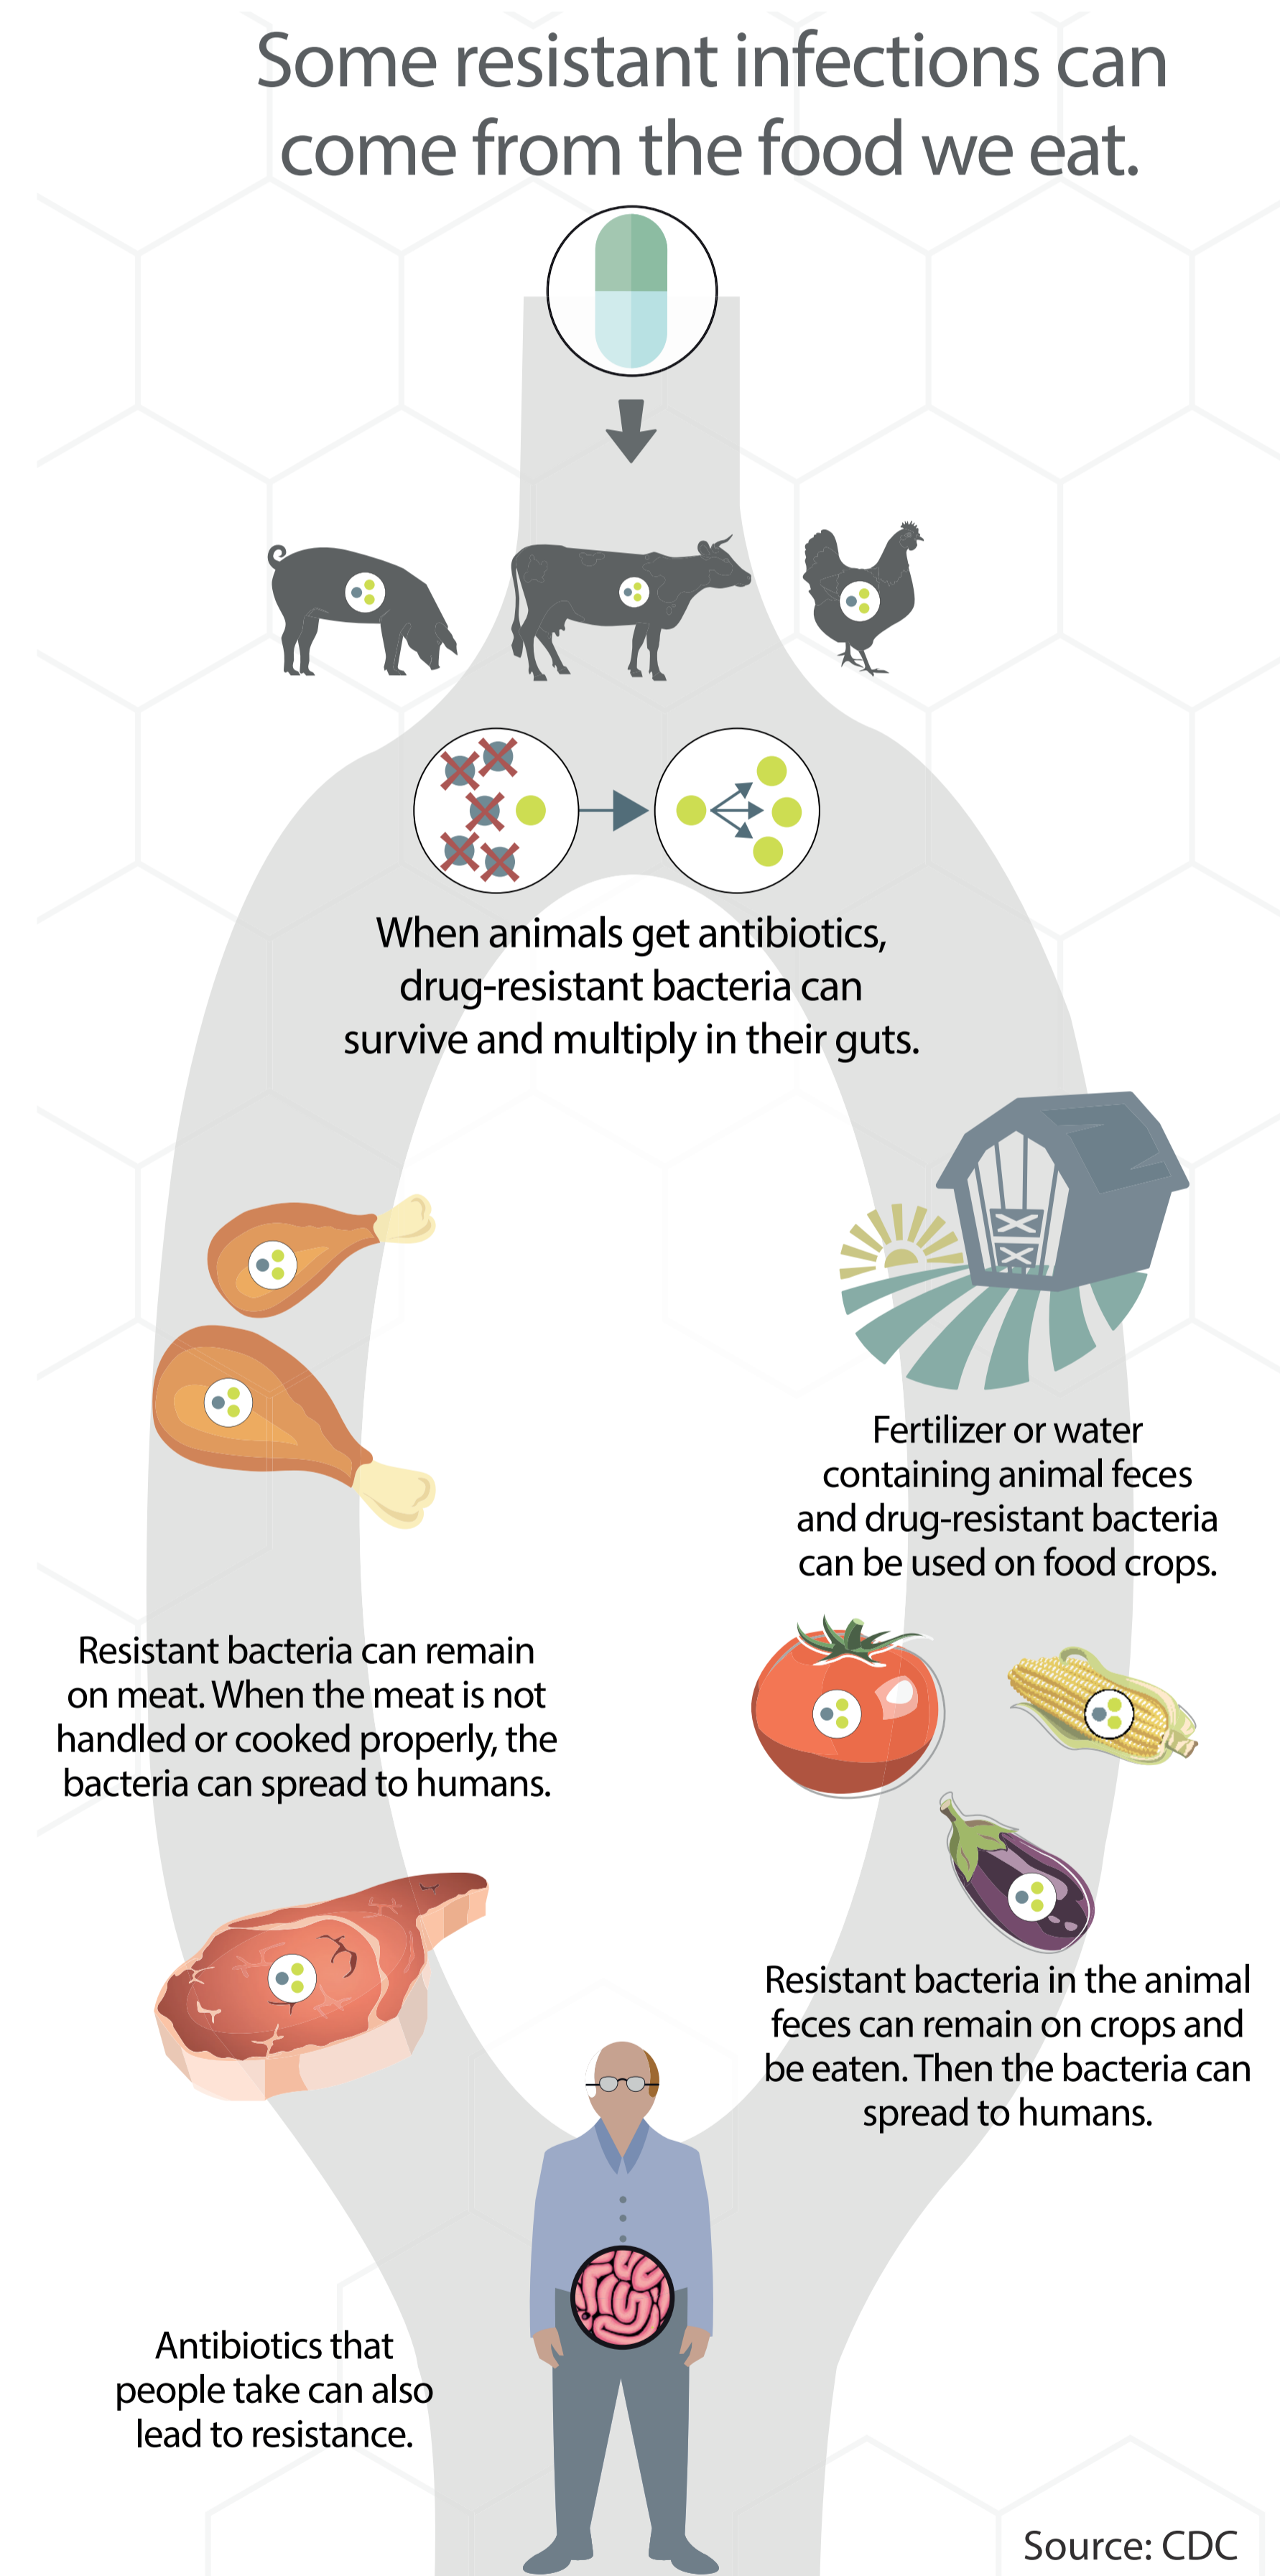 Some resistant infections can
come from the food we eat.
When animals get antibiotics,
drug-resistant bacteria can
survive and multiply in their guts.
Fertilizer or water
containing animal feces
and drug-resistant bacteria
can be used on food crops.
Resistant bacteria can remain
on meat. When the meat is not
handled or cooked properly, the
bacteria can spread to humans.
Resistant bacteria in the animal
feces can remain on crops and
be eaten. Then the bacteria can
spread to humans.
Antibiotics that
people take can also
lead to resistance.
Source: CDC